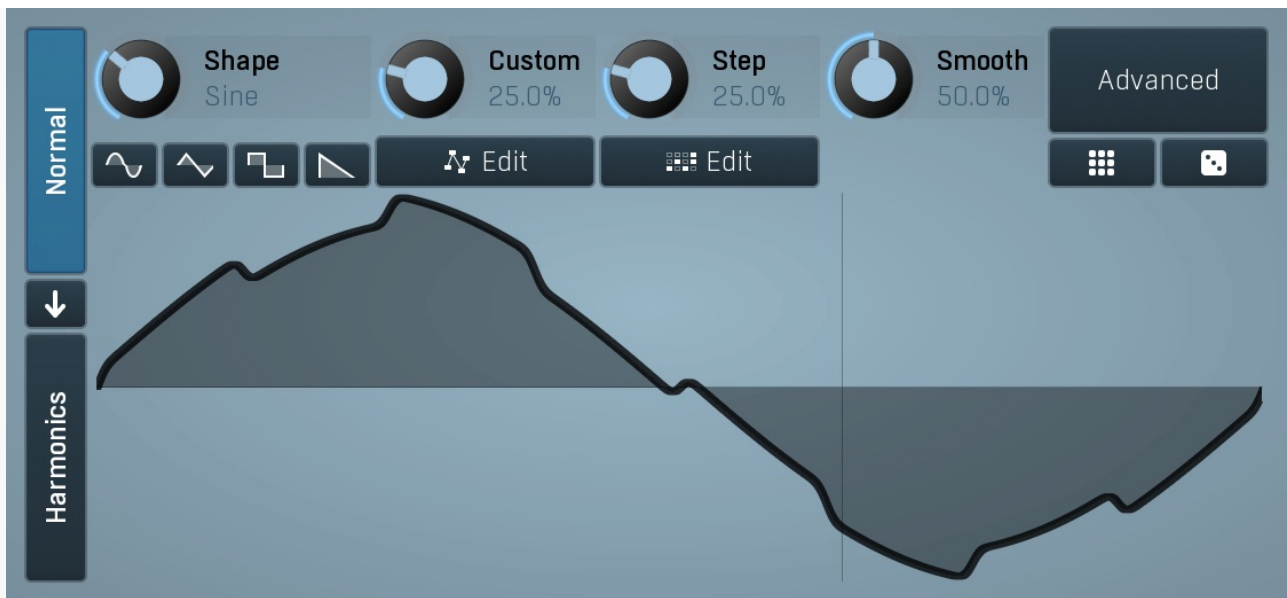 Normal
Harmonics
Shape
Sine
Custom
25.0%
Step
25.0%
Smooth
50.0%
Advanced
Edit
Edit